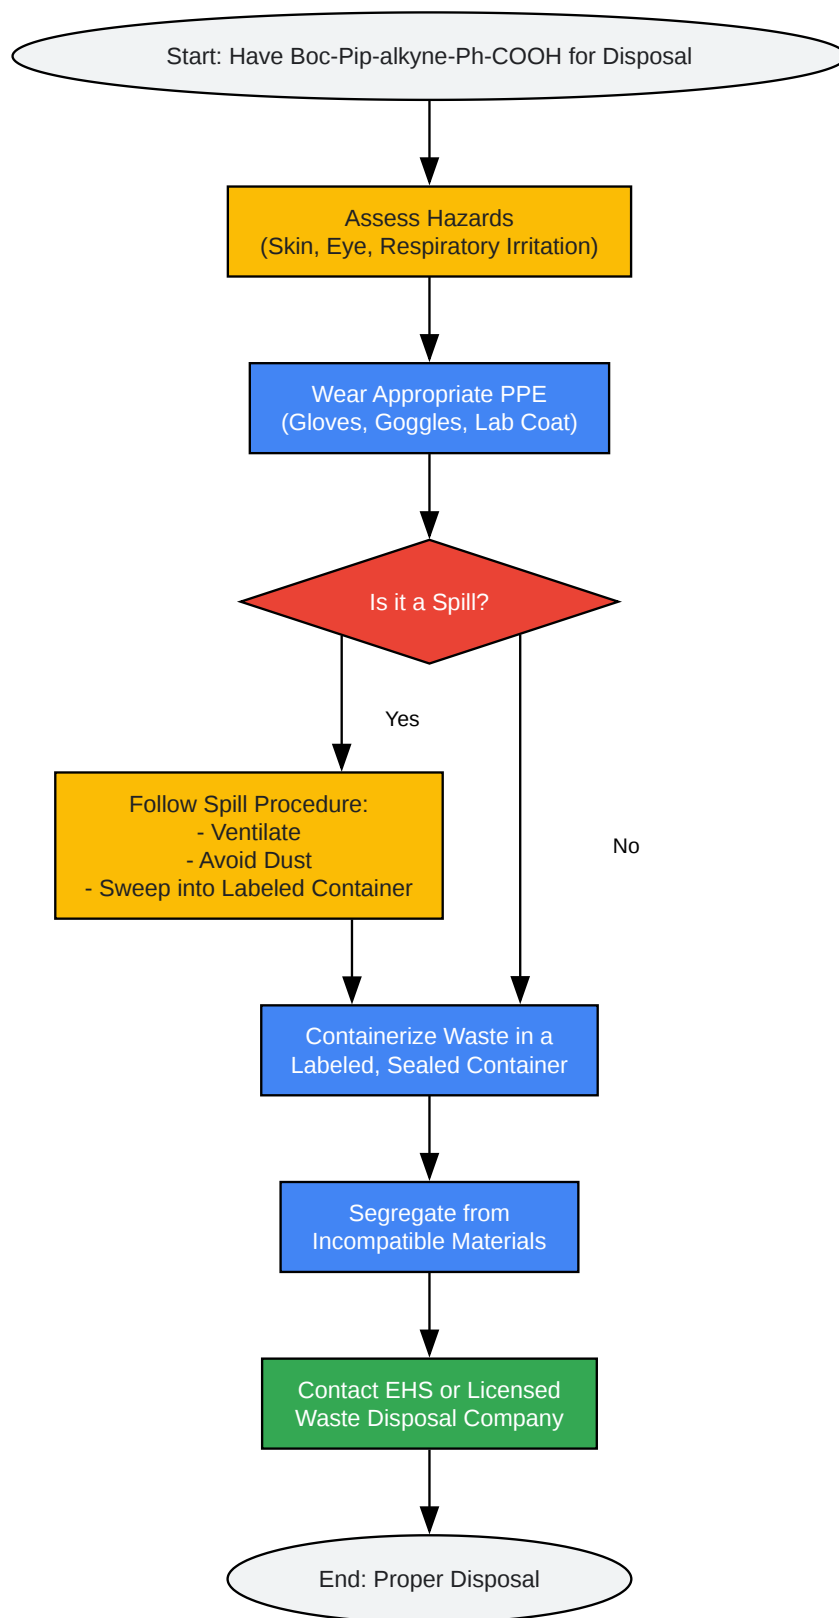 Start: Have Boc-Pip-alkyne-Ph-COOH for Disposal
Assess Hazards
(Skin, Eye, Respiratory Irritation)
Wear Appropriate PPE
(Gloves, Goggles, Lab Coat)
Is it a Spill?
Yes
Follow Spill Procedure:
- Ventilate
- Avoid Dust
- Sweep into Labeled Container
No
Containerize Waste in a
Labeled, Sealed Container
Segregate from
Incompatible Materials
Contact EHS or Licensed
Waste Disposal Company
End: Proper Disposal